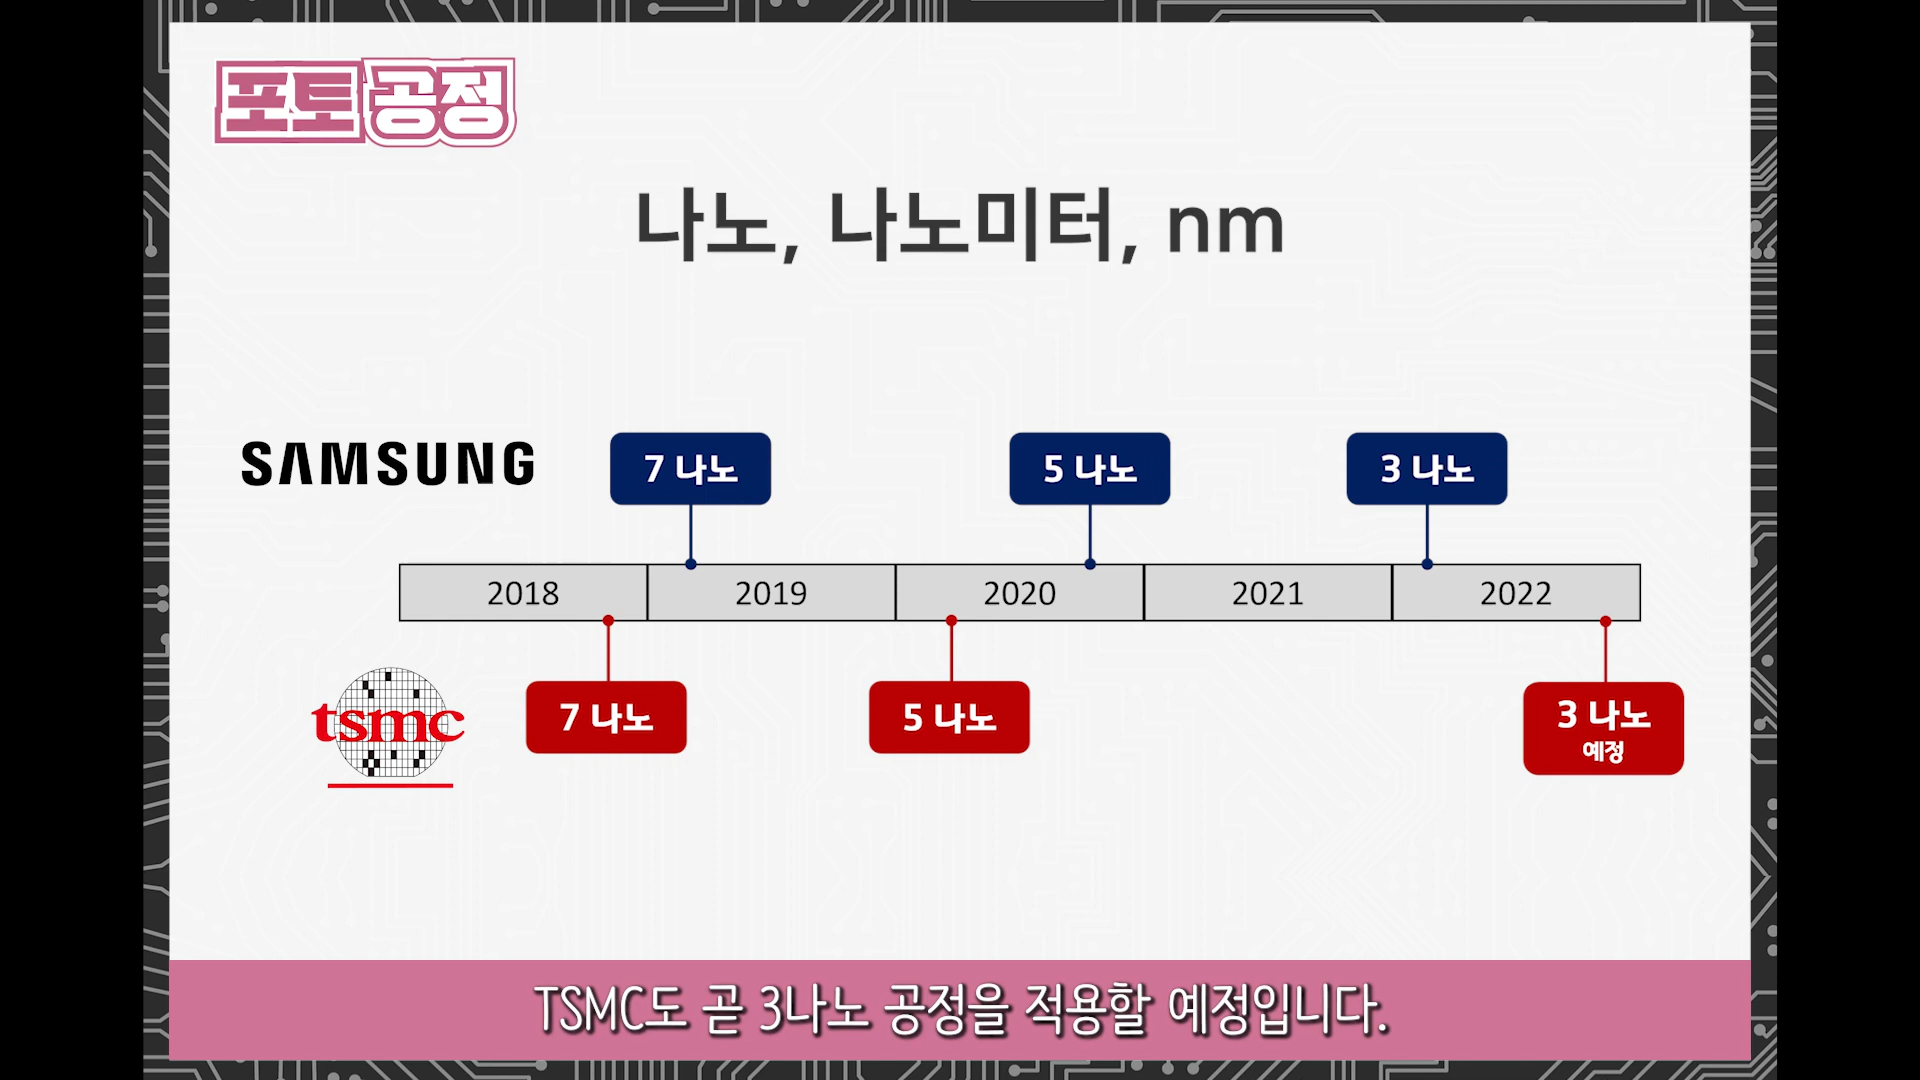 포토공정
나노, 나노미터, nm
SAMSUNG
7 나노
5 나노
3 나노
2018
2019
2020
2021
2022
tsmc
7 나노
5 나노
3 나노
예정
TSMC도 곧 3나노 공정을 적용할 예정입니다.